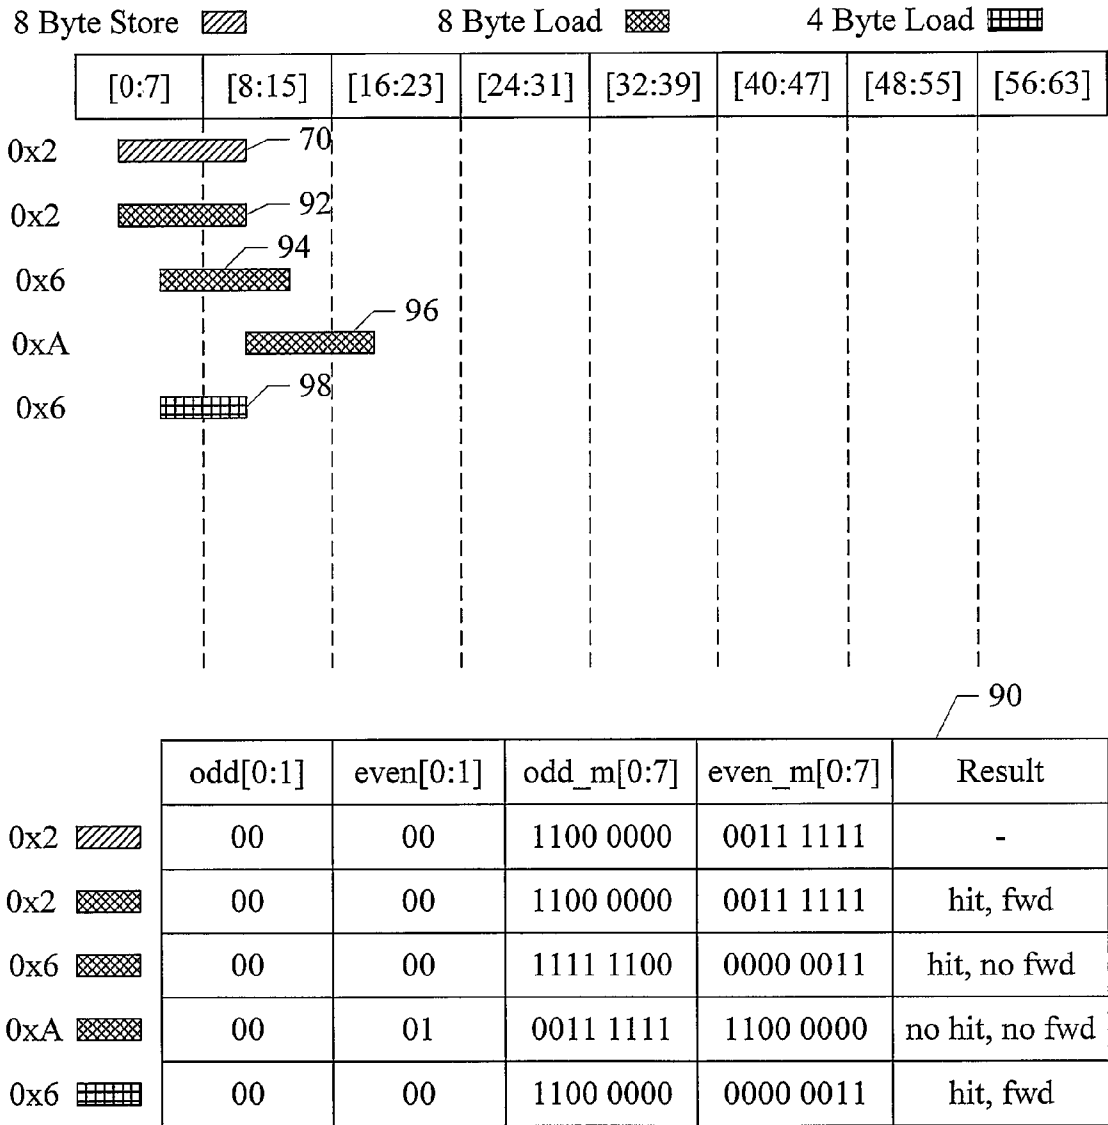 8 Byte Store 8 Byte Load 4 Byte Load
[0:7] [8:15] [16:23] [24:31] [32:39] [40:47] [48:55] [56:63]
0x2 70
0x2 92
0x6 94
0xA 96
0x6 98
90
odd[0:1] even[0:1] odd_m[0:7] even_m[0:7] Result
0x2 00 00 1100 0000 0011 1111 -
0x2 00 00 1100 0000 0011 1111 hit, fwd
0x6 00 00 1111 1100 0000 0011 hit, no fwd
0xA 00 01 0011 1111 1100 0000 no hit, no fwd
0x6 00 00 1100 0000 0000 0011 hit, fwd